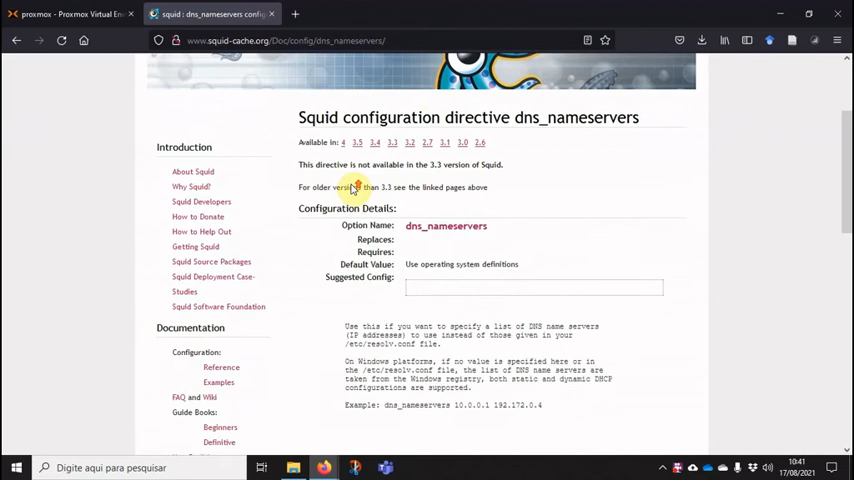 proxmox - Proxmox Virtual En
squid : dns_nameservers config
www.squid-cache.org/Doc/config/dns_nameservers/
Squid configuration directive dns_nameservers
Available in: 4 3.5 3.4 3.3 3.2 2.7 3.1 3.0 2.6
This directive is not available in the 3.3 version of Squid.
For older than 3.3 see the linked pages above
Configuration Details:
Option Name: dns_nameservers
Replaces:
Requires:
Default Value: Use operating system definitions
Suggested Config:
Use this if you want to specify a list of DNS name servers
(IP addresses) to use instead of those given in your
/etc/resolv.conf file.
On Windows platforms, if no value is specified here or in
the /etc/resolv.conf file, the list of DNS name servers are
taken from the Windows registry, both static and dynamic DHCP
configurations are supported.
Example: dns_nameservers 10.0.0.1 192.172.0.4
Introduction
About Squid
Why Squid?
Squid Developers
How to Donate
How to Help Out
Getting Squid
Squid Source Packages
Squid Deployment Case-
Studies
Squid Software Foundation
Documentation
Configuration:
Reference
Examples
FAQ and Wiki
Guide Books:
Beginners
Definitive
Digite aqui para pesquisar
10:41
17/08/2021